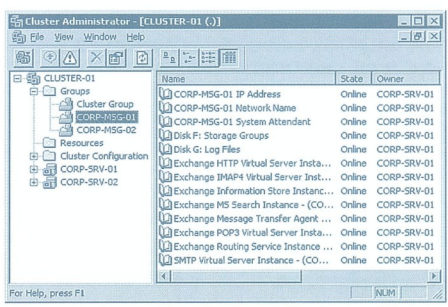 Cluster Administrator - [CLUSTER-01 (.)]
File View Window Help
CLUSTER-01
Groups
Cluster Group
CORP-MSG-01
CORP-MSG-02
Resources
Cluster Configuration
CORP-SRV-01
CORP-SRV-02
Name State Owner
CORP-MSG-01 IP Address Online CORP-SRV-01
CORP-MSG-01 Network Name Online CORP-SRV-01
CORP-MSG-01 System Attendant Online CORP-SRV-01
Disk F: Storage Groups Online CORP-SRV-01
Disk G: Log Files Online CORP-SRV-01
Exchange HTTP Virtual Server Insta... Online CORP-SRV-01
Exchange IMAP4 Virtual Server Inst... Online CORP-SRV-01
Exchange Information Store Instanc... Online CORP-SRV-01
Exchange MS Search Instance - (CO... Online CORP-SRV-01
Exchange Message Transfer Agent ... Online CORP-SRV-01
Exchange POP3 Virtual Server Insta... Online CORP-SRV-01
Exchange Routing Service Instance ... Online CORP-SRV-01
SMTP Virtual Server Instance - (CO... Online CORP-SRV-01
For Help, press F1 NUM